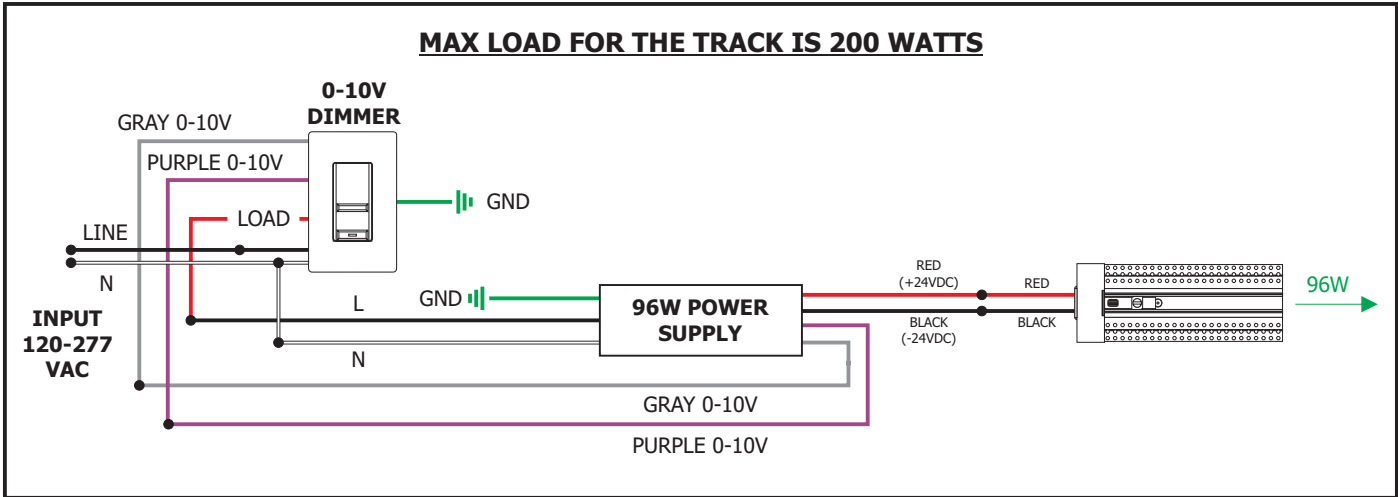 MAX LOAD FOR THE TRACK IS 200 WATTS
0-10V
DIMMER
GRAY 0-10V
PURPLE 0-10V
LOAD
GND
LINE
N
INPUT
120-277
VAC
L
N
GND
96W POWER
SUPPLY
RED
(+24VDC)
RED
BLACK
(-24VDC)
BLACK
96W
GRAY 0-10V
PURPLE 0-10V